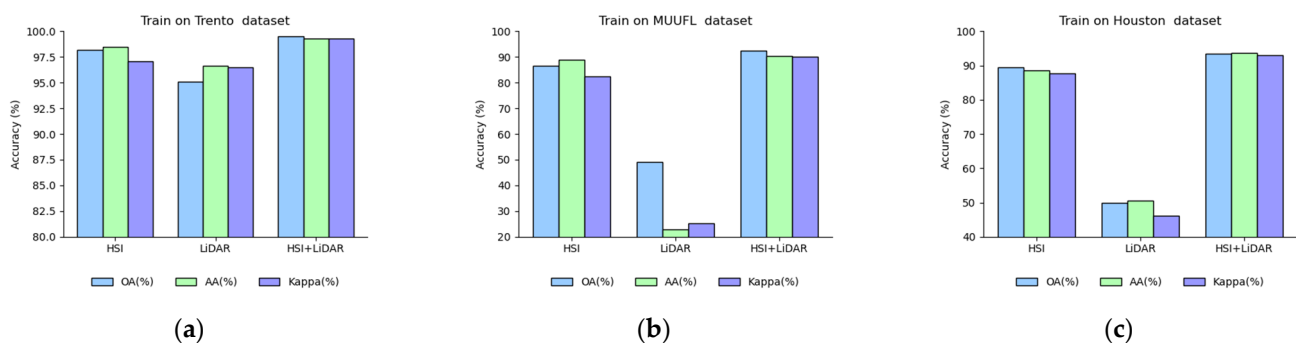 Train on Trento dataset
Accuracy (%)
100.0
97.5
95.0
92.5
90.0
87.5
85.0
82.5
80.0
HSI LiDAR HSI+LiDAR
OA(%) AA(%) Kappa(%)
(a)
Train on MUUFL dataset
Accuracy (%)
100
90
80
70
60
50
40
30
20
HSI LiDAR HSI+LiDAR
OA(%) AA(%) Kappa(%)
(b)
Train on Houston dataset
Accuracy (%)
100
90
80
70
60
50
40
HSI LiDAR HSI+LiDAR
OA(%) AA(%) Kappa(%)
(c)